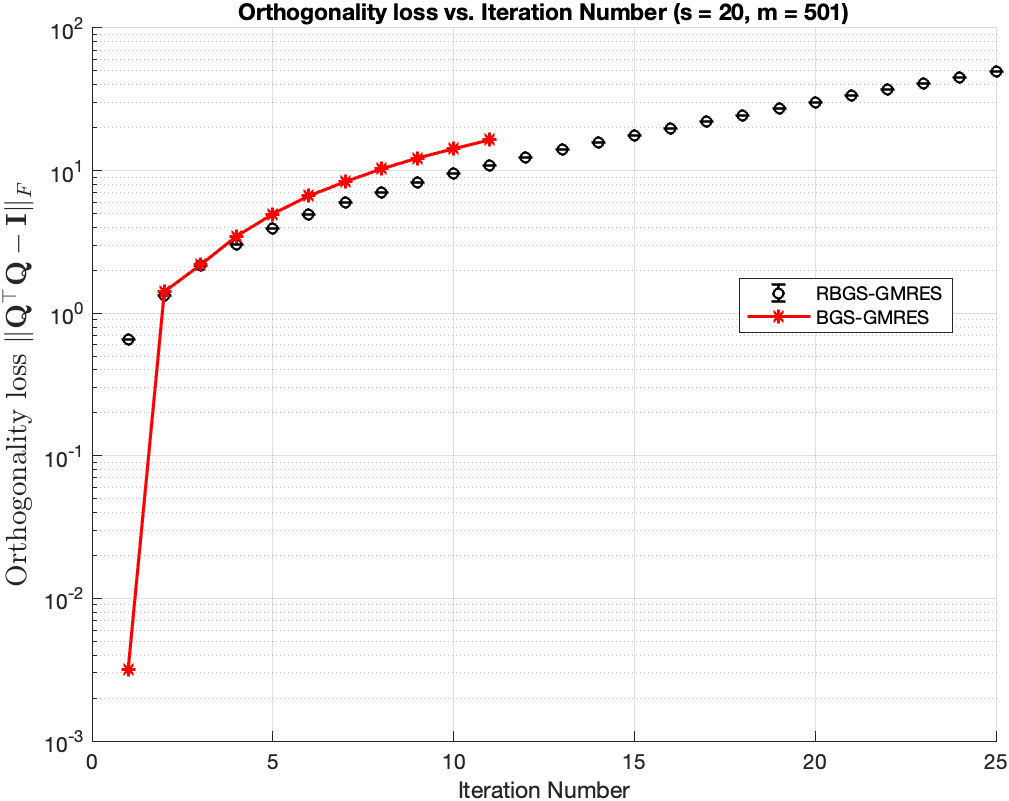 Orthogonality loss vs. Iteration Number (s = 20, m = 501)
Orthogonality loss ||Q⊤Q − I||_F
10^2
10^1
10^0
10^-1
10^-2
10^-3
RBGS-GMRES
BGS-GMRES
0 5 10 15 20 25
Iteration Number